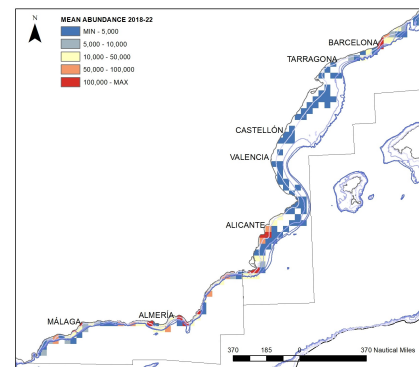 N
MEAN ABUNDANCE 2018-22
MIN - 5,000
5,000 - 10,000
10,000 - 50,000
50,000 - 100,000
100,000 - MAX
BARCELONA
TARRAGONA
CASTELLÓN
VALENCIA
ALICANTE
ALMERÍA
MÁLAGA
370 185 0 370 Nautical Miles